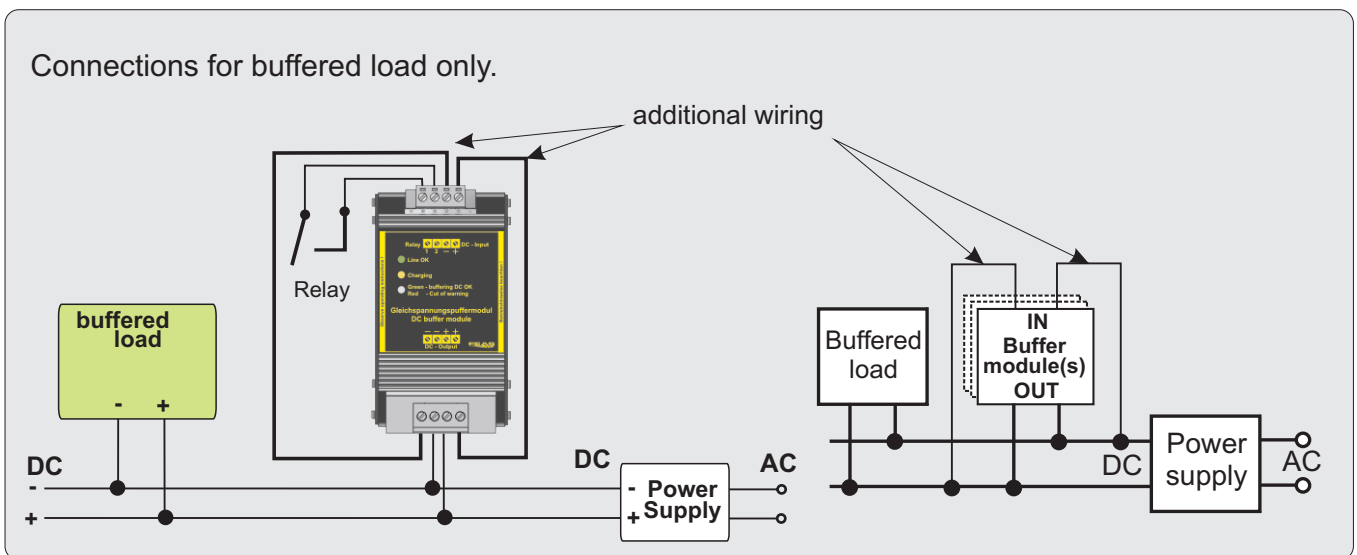 Connections for buffered load only.
additional wiring
Relay
Relay
DC - Input
1 2 - +
Line OK
Charging
Green - buffering DC OK
Red - Cut of warning
Gleichspannungspuffermodul
DC buffer module
- - + +
DC - Output
buffered
load
- +
DC
-
+
DC
AC
- Power
+ Supply
Buffered
load
IN
Buffer
module(s)
OUT
DC
Power
supply
AC